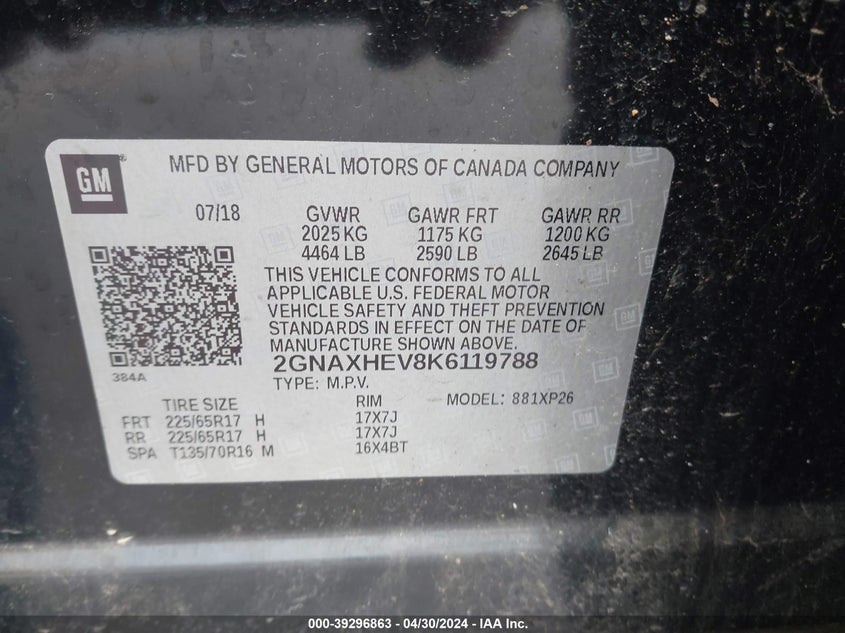 GM
MFD BY GENERAL MOTORS OF CANADA COMPANY
07/18 GVWR GAWR FRT GAWR RR
2025 KG 1175 KG 1200 KG
4464 LB 2590 LB 2645 LB
THIS VEHICLE CONFORMS TO ALL
APPLICABLE U.S. FEDERAL MOTOR
VEHICLE SAFETY AND THEFT PREVENTION
STANDARDS IN EFFECT ON THE DATE OF
MANUFACTURE SHOWN ABOVE.
2GNAXHEV8K6119788
384A
TYPE: M.P.V.
TIRE SIZE RIM MODEL: 881XP26
FRT 225/65R17 H 17X7J
RR 225/65R17 H 17X7J
SPA T135/70R16 M 16X4BT
000-39296863 - 04/30/2024 - IAA Inc.